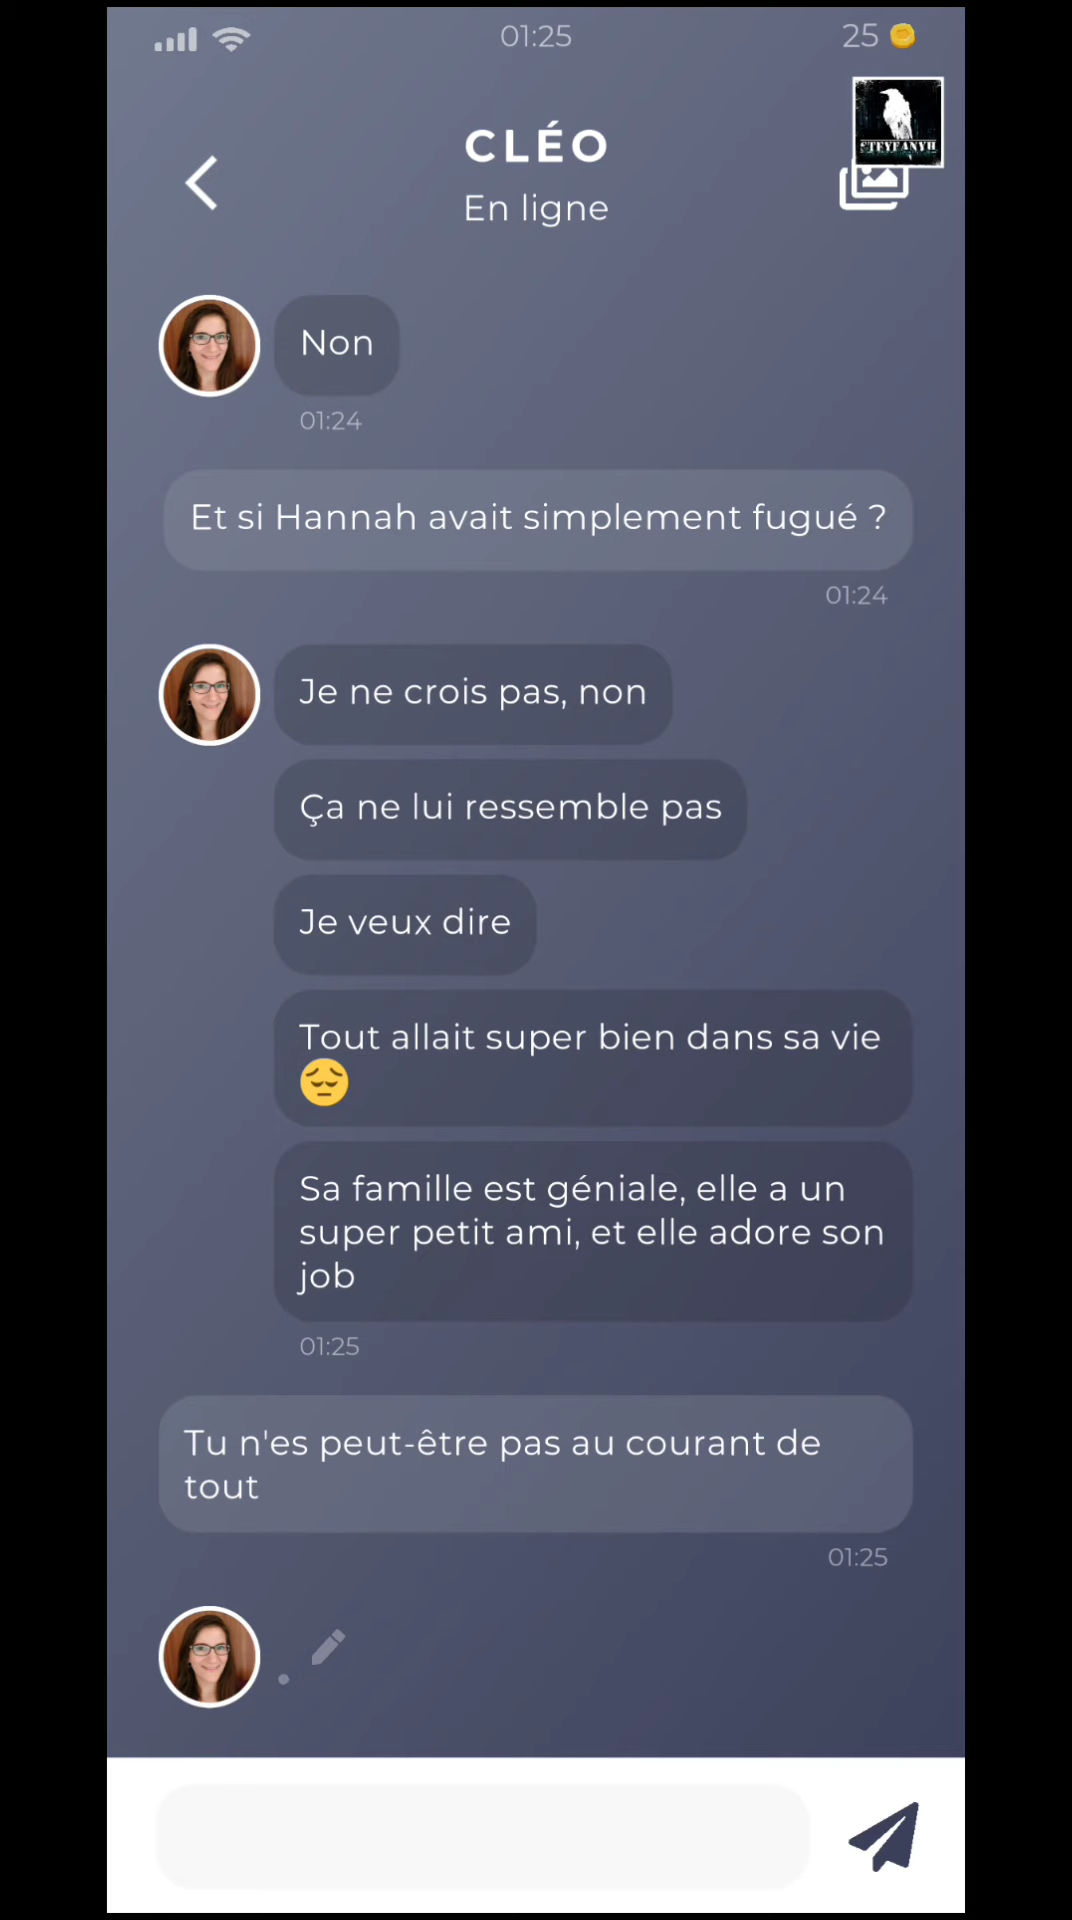 01:25
25
STEYFANYH
CLÉO
En ligne
Non
01:24
Et si Hannah avait simplement fugué ?
01:24
Je ne crois pas, non
Ça ne lui ressemble pas
Je veux dire
Tout allait super bien dans sa vie
😔
Sa famille est géniale, elle a un
super petit ami, et elle adore son
job
01:25
Tu n'es peut-être pas au courant de
tout
01:25